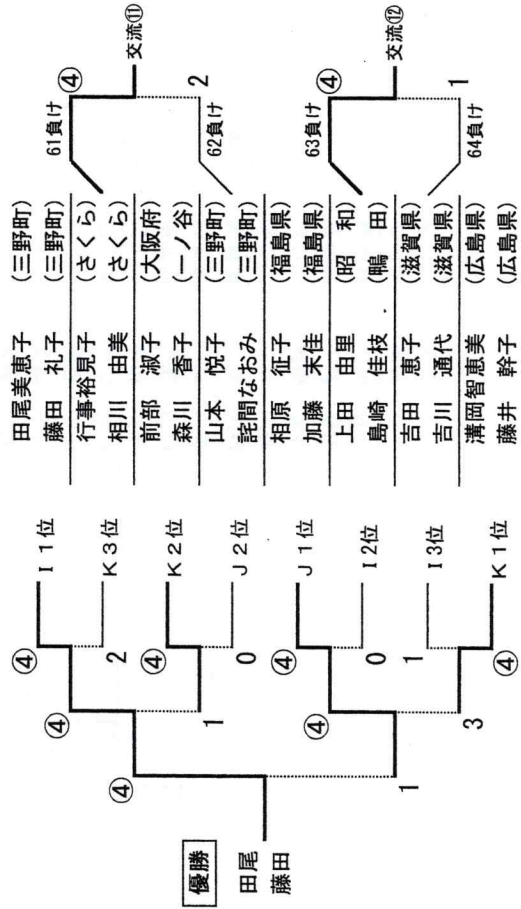 優勝
田尾
藤田
④
1
④
1
④
3
④
2
④
0
④
0
1
④
I1位
K3位
K2位
J2位
J1位
I2位
I3位
K1位
田尾美恵子 (三野町)
藤田 礼子 (三野町)
行事裕見子 (さくら)
相川 由美 (さくら)
前部 淑子 (大阪府)
森川 香子 (一ノ谷)
山本 悦子 (三野町)
詫間なおみ (三野町)
相原 征子 (福島県)
加藤 末佳 (福島県)
上田 由里 (昭 和)
島崎 佳枝 (鴨 田)
吉田 恵子 (滋賀県)
吉川 通代 (滋賀県)
溝岡智恵美 (広島県)
藤井 幹子 (広島県)
61負け
④
62負け
2
交流⑪
63負け
④
64負け
1
交流⑫